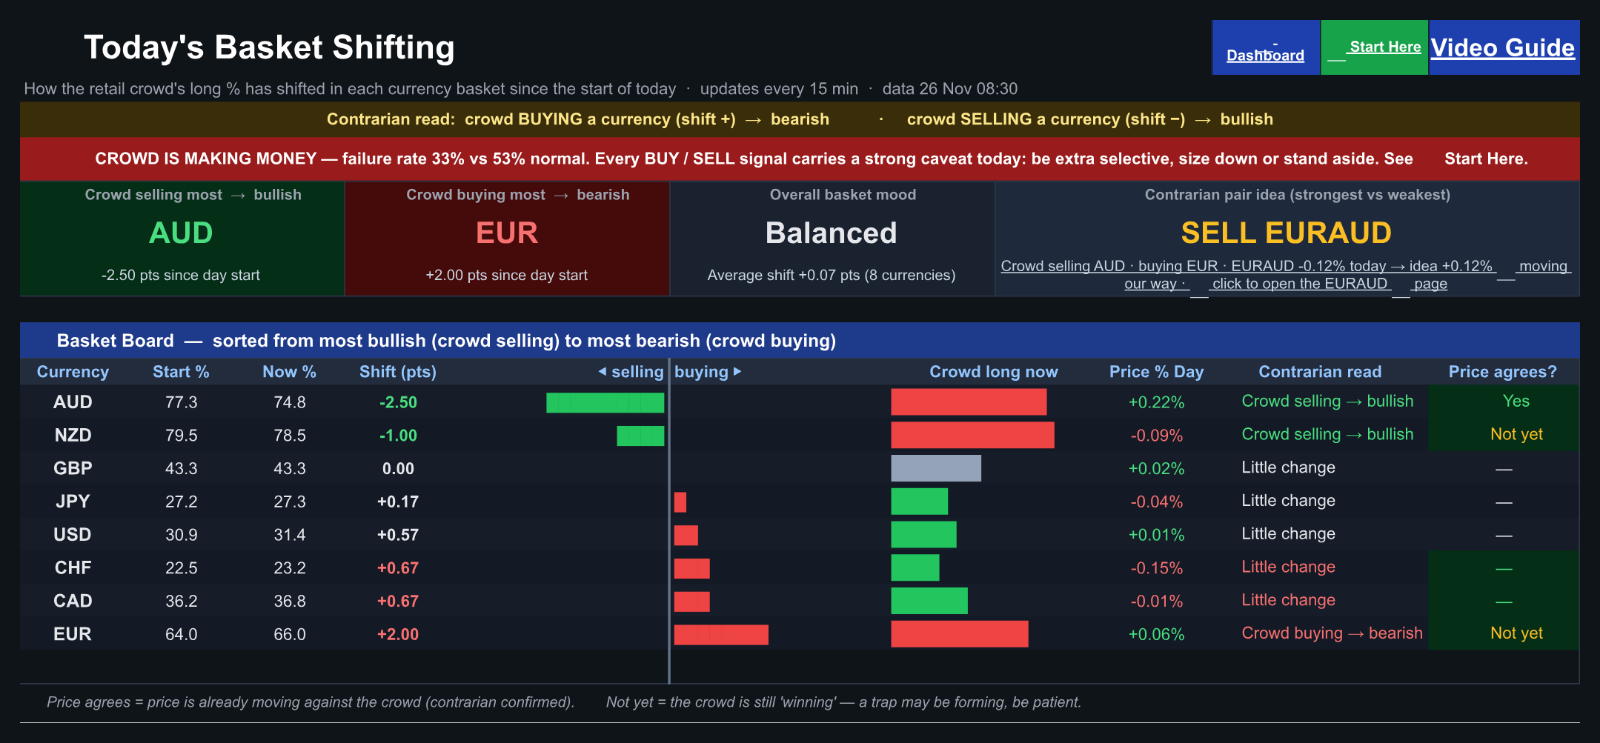 Today's Basket Shifting
Dashboard
Start Here
Video Guide
How the retail crowd's long % has shifted in each currency basket since the start of today · updates every 15 min · data 26 Nov 08:30
Contrarian read: crowd BUYING a currency (shift +) → bearish · crowd SELLING a currency (shift −) → bullish
CROWD IS MAKING MONEY — failure rate 33% vs 53% normal. Every BUY / SELL signal carries a strong caveat today: be extra selective, size down or stand aside. See Start Here.
Crowd selling most → bullish
AUD
-2.50 pts since day start
Crowd buying most → bearish
EUR
+2.00 pts since day start
Overall basket mood
Balanced
Average shift +0.07 pts (8 currencies)
Contrarian pair idea (strongest vs weakest)
SELL EURAUD
Crowd selling AUD · buying EUR · EURAUD -0.12% today → idea +0.12% moving
our way · click to open the EURAUD page
Basket Board — sorted from most bullish (crowd selling) to most bearish (crowd buying)
Currency Start % Now % Shift (pts) ◂ selling buying ▸ Crowd long now Price % Day Contrarian read Price agrees?
AUD 77.3 74.8 -2.50 +0.22% Crowd selling → bullish Yes
NZD 79.5 78.5 -1.00 -0.09% Crowd selling → bullish Not yet
GBP 43.3 43.3 0.00 +0.02% Little change —
JPY 27.2 27.3 +0.17 -0.04% Little change —
USD 30.9 31.4 +0.57 +0.01% Little change —
CHF 22.5 23.2 +0.67 -0.15% Little change —
CAD 36.2 36.8 +0.67 -0.01% Little change —
EUR 64.0 66.0 +2.00 +0.06% Crowd buying → bearish Not yet
Price agrees = price is already moving against the crowd (contrarian confirmed). Not yet = the crowd is still 'winning' — a trap may be forming, be patient.